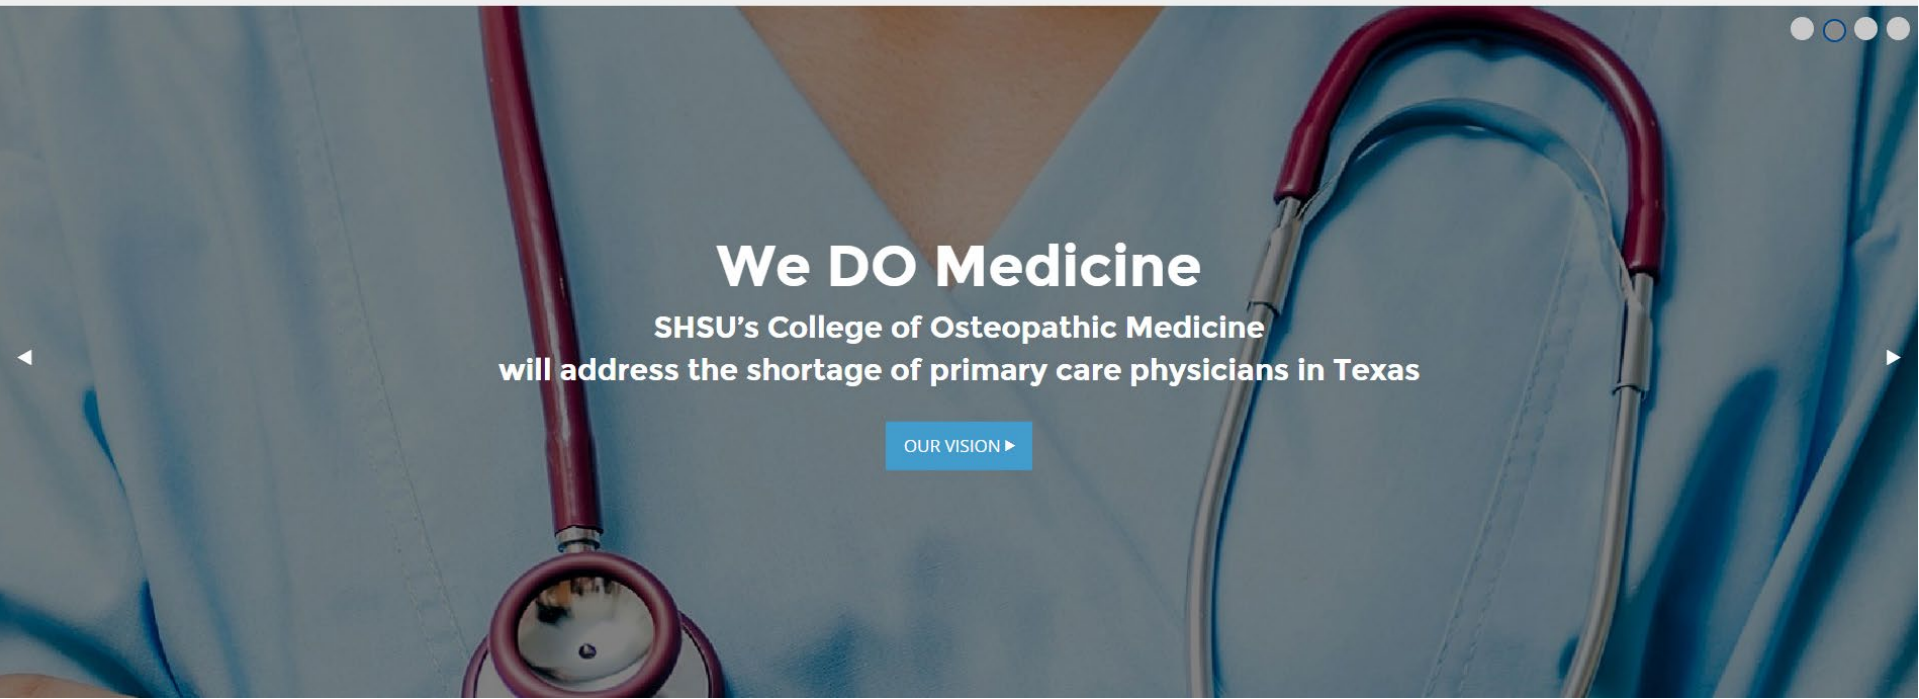 We DO Medicine
SHSU’s College of Osteopathic Medicine
will address the shortage of primary care physicians in Texas
OUR VISION